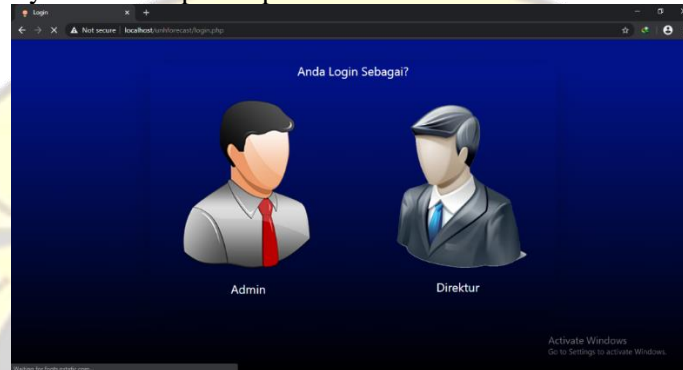 Login
Not secure | localhost/umhforecast/login.php
Anda Login Sebagai?
Admin
Direktur
Activate Windows
Go to Settings to activate Windows.